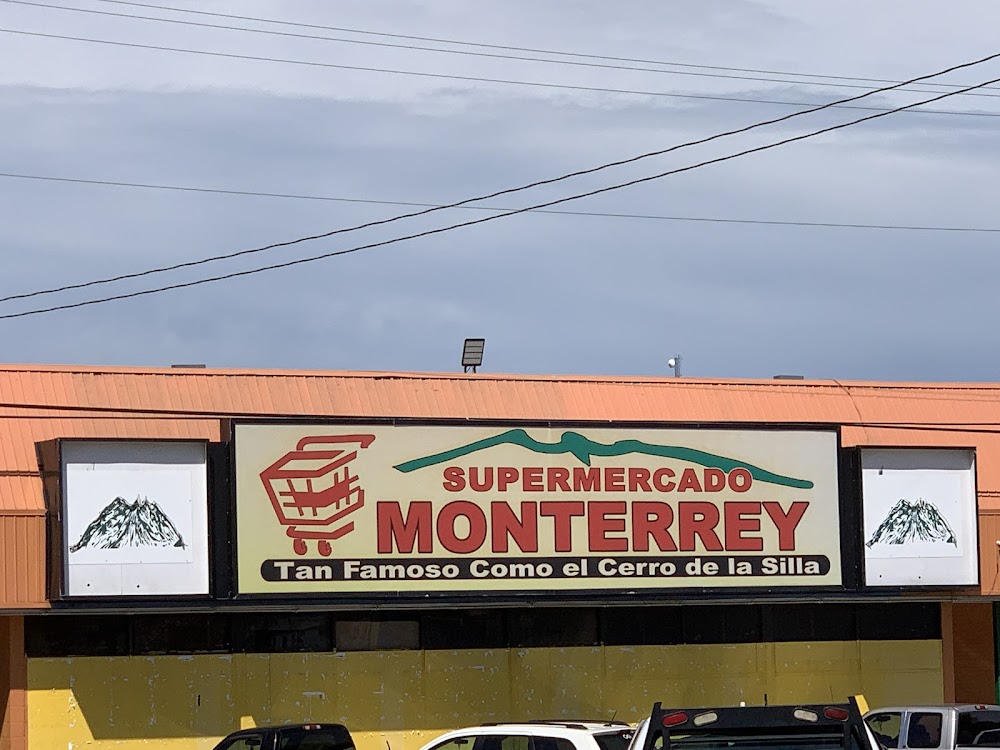 SUPERMERCADO
MONTERREY
Tan Famoso Como el Cerro de la Silla